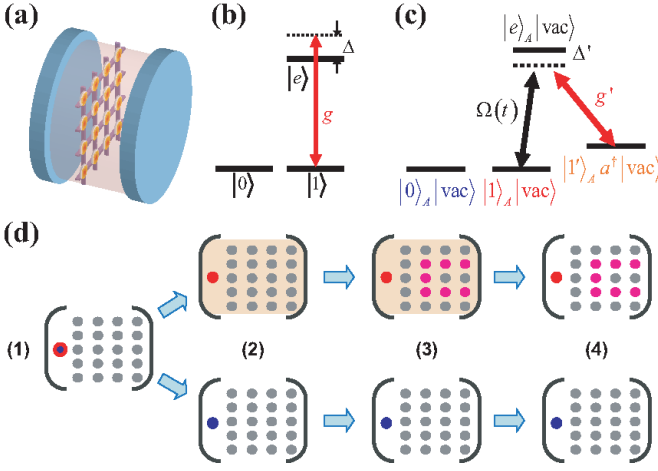 (a)
(b)
Δ
|e⟩
g
|0⟩
|1⟩
(c)
|e⟩_A|vac⟩
Δ'
Ω(t)
g'
|1'⟩_A a†|vac⟩
|0⟩_A|vac⟩
|1⟩_A|vac⟩
(d)
(1)
(2)
(3)
(4)